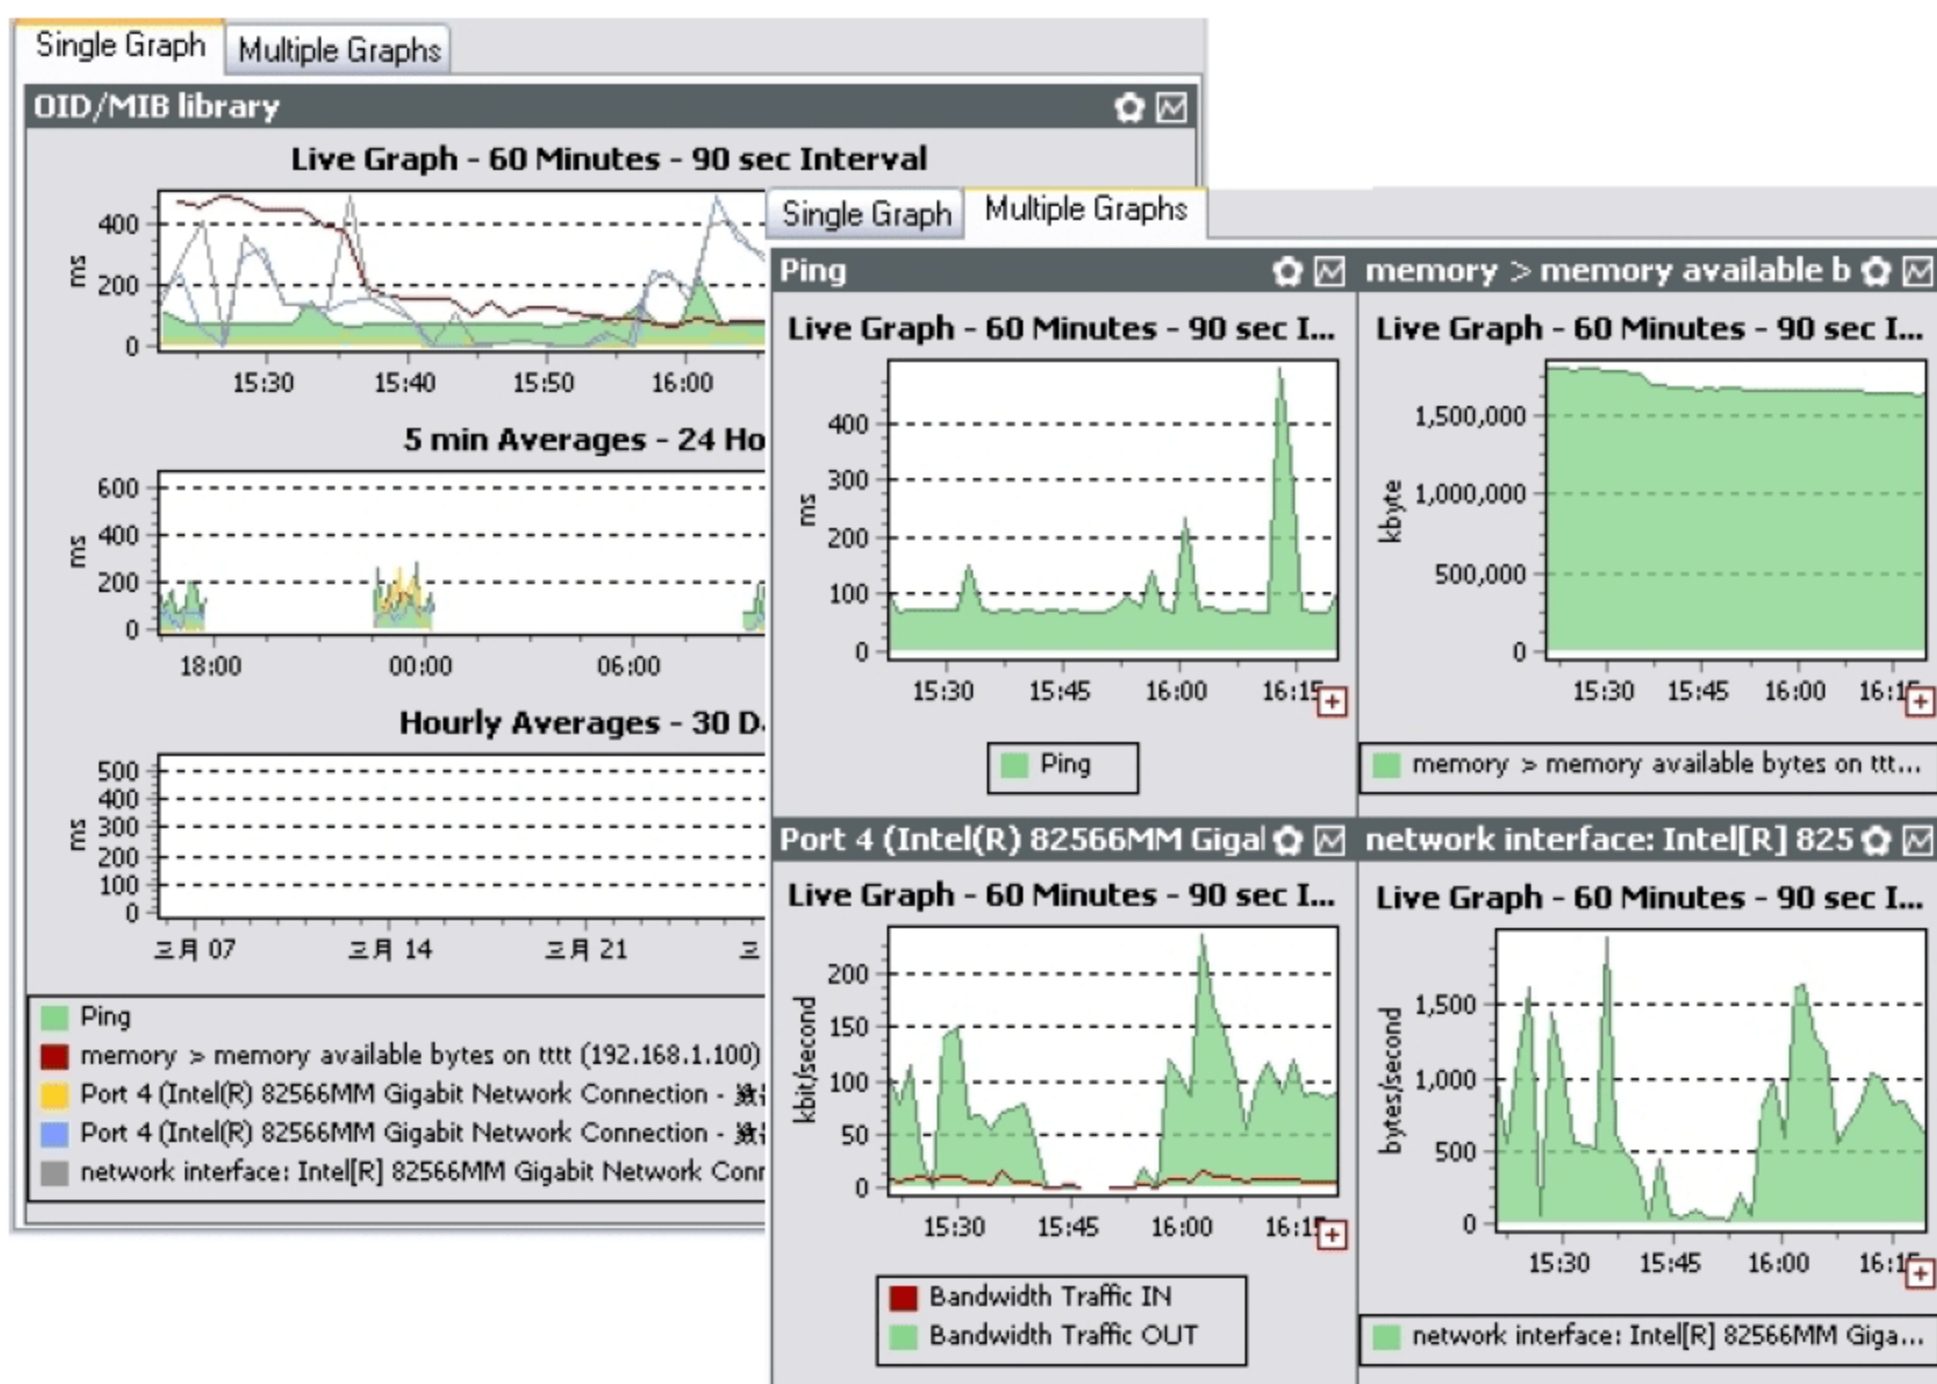 Single Graph
Multiple Graphs
OID/MIB library
Live Graph - 60 Minutes - 90 sec Interval
400
200
0
ms
15:30
15:40
15:50
16:00
5 min Averages - 24 Ho
600
400
200
0
ms
18:00
00:00
06:00
Hourly Averages - 30 D
500
400
300
200
100
0
ms
三月 07
三月 14
三月 21
三
Ping
memory > memory available bytes on tttt (192.168.1.100)
Port 4 (Intel(R) 82566MM Gigabit Network Connection -
Port 4 (Intel(R) 82566MM Gigabit Network Connection -
network interface: Intel[R] 82566MM Gigabit Network Conn
Single Graph
Multiple Graphs
Ping
Live Graph - 60 Minutes - 90 sec I...
400
300
200
100
0
ms
15:30
15:45
16:00
16:15
Ping
memory > memory available b
Live Graph - 60 Minutes - 90 sec I...
1,500,000
1,000,000
500,000
0
kbyte
15:30
15:45
16:00
16:15
memory > memory available bytes on ttt...
Port 4 (Intel(R) 82566MM Gigal
Live Graph - 60 Minutes - 90 sec I...
200
150
100
50
0
kbit/second
15:30
15:45
16:00
16:15
Bandwidth Traffic IN
Bandwidth Traffic OUT
network interface: Intel[R] 825
Live Graph - 60 Minutes - 90 sec I...
1,500
1,000
500
0
bytes/second
15:30
15:45
16:00
16:1
network interface: Intel[R] 82566MM Giga...